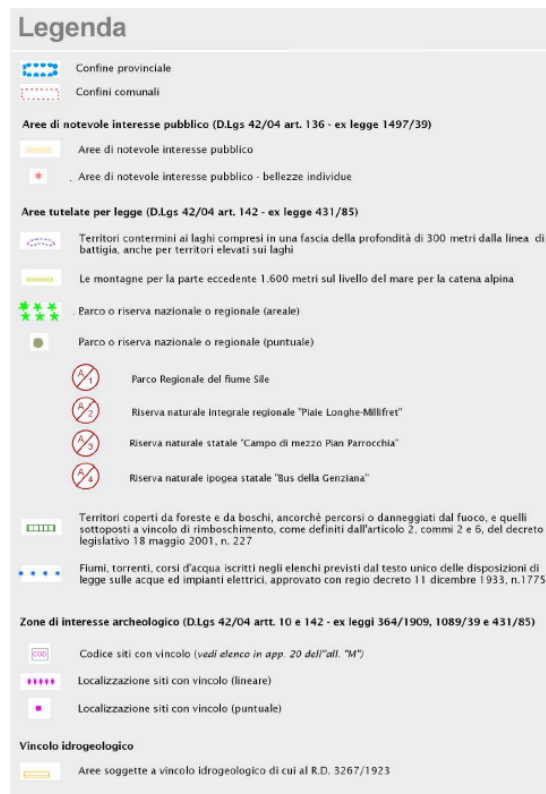 Legenda
Confine provinciale
Confini comunali
Aree di notevole interesse pubblico (D.Lgs 42/04 art. 136 - ex legge 1497/39)
Aree di notevole interesse pubblico
. Aree di notevole interesse pubblico - bellezze individue
Aree tutelate per legge (D.Lgs 42/04 art. 142 - ex legge 431/85)
Territori contermini ai laghi compresi in una fascia della profondità di 300 metri dalla linea di
battigia, anche per territori elevati sui laghi
Le montagne per la parte eccedente 1.600 metri sul livello del mare per la catena alpina
. Parco o riserva nazionale o regionale (areale)
Parco o riserva nazionale o regionale (puntuale)
A/1 Parco Regionale del fiume Sile
A/2 Riserva naturale integrale regionale "Piaie Longhe-Millifret"
A/3 Riserva naturale statale "Campo di mezzo Pian Parrocchia"
A/4 Riserva naturale ipogea statale "Bus della Genziana"
Territori coperti da foreste e da boschi, ancorchè percorsi o danneggiati dal fuoco, e quelli
sottoposti a vincolo di rimboschimento, come definiti dall'articolo 2, commi 2 e 6, del decreto
legislativo 18 maggio 2001, n. 227
Fiumi, torrenti, corsi d'acqua iscritti negli elenchi previsti dal testo unico delle disposizioni di
legge sulle acque ed impianti elettrici, approvato con regio decreto 11 dicembre 1933, n.1775
Zone di interesse archeologico (D.Lgs 42/04 artt. 10 e 142 - ex leggi 364/1909, 1089/39 e 431/85)
COD Codice siti con vincolo (vedi elenco in app. 20 dell"all. "M")
Localizzazione siti con vincolo (lineare)
Localizzazione siti con vincolo (puntuale)
Vincolo idrogeologico
Aree soggette a vincolo idrogeologico di cui al R.D. 3267/1923